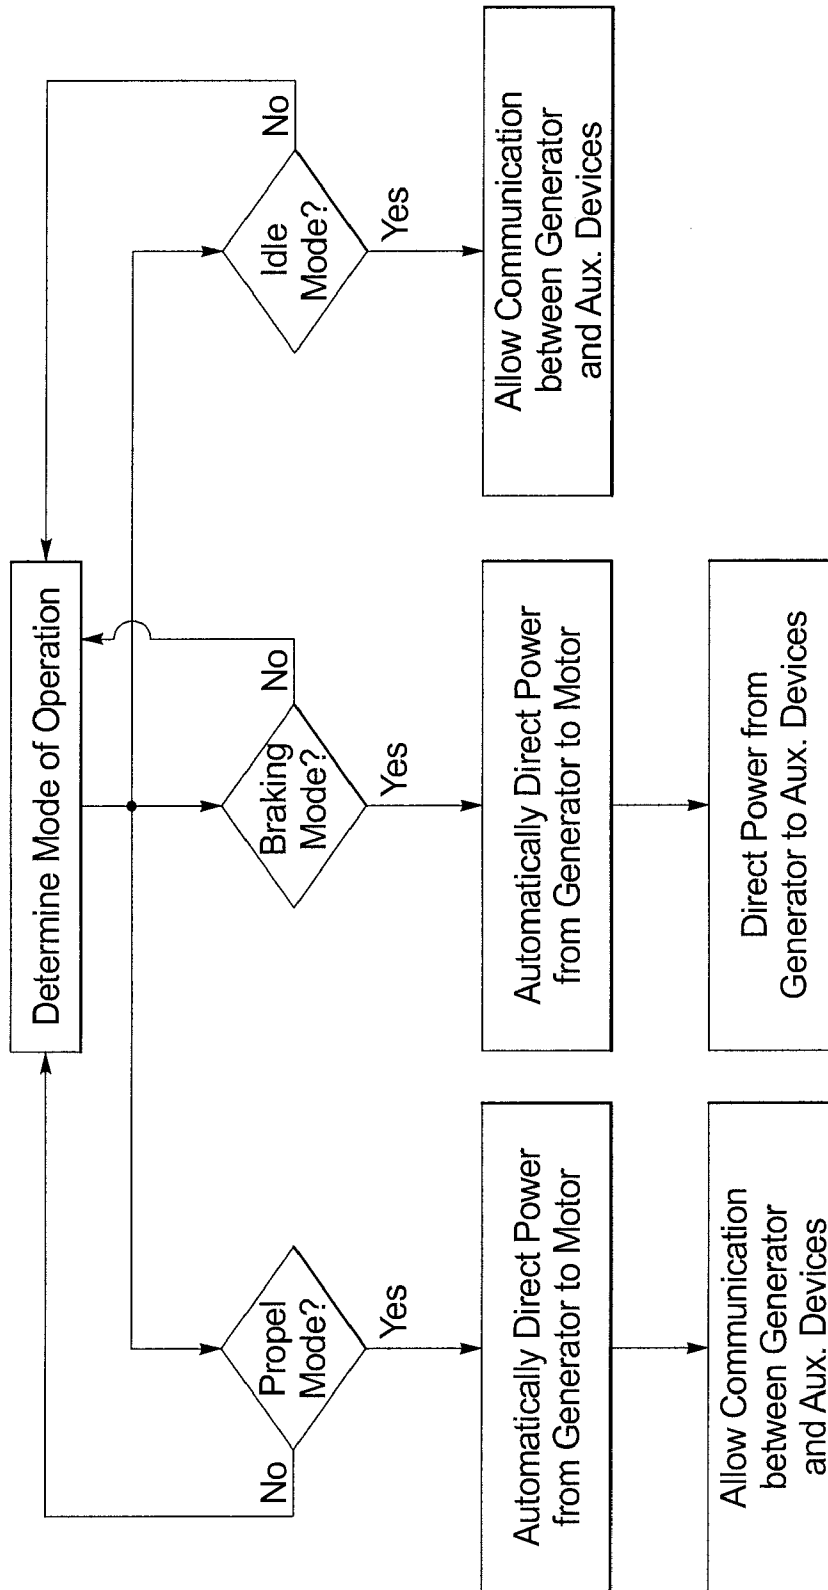 Determine Mode of Operation
No
Propel
Mode?
Yes
Automatically Direct Power
from Generator to Motor
Allow Communication
between Generator
and Aux. Devices
Braking
Mode?
No
Yes
Automatically Direct Power
from Generator to Motor
Direct Power from
Generator to Aux. Devices
Idle
Mode?
No
Yes
Allow Communication
between Generator
and Aux. Devices